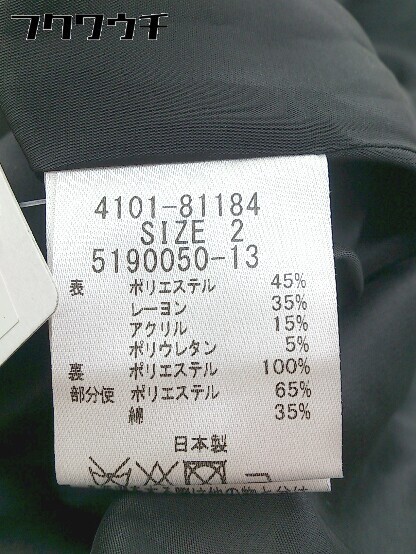 フクワウチ
4101-81184
SIZE 2
5190050-13
表 ポリエステル 45%
レーヨン 35%
アクリル 15%
ポリウレタン 5%
裏 ポリエステル 100%
部分使 ポリエステル 65%
綿 35%
日本製